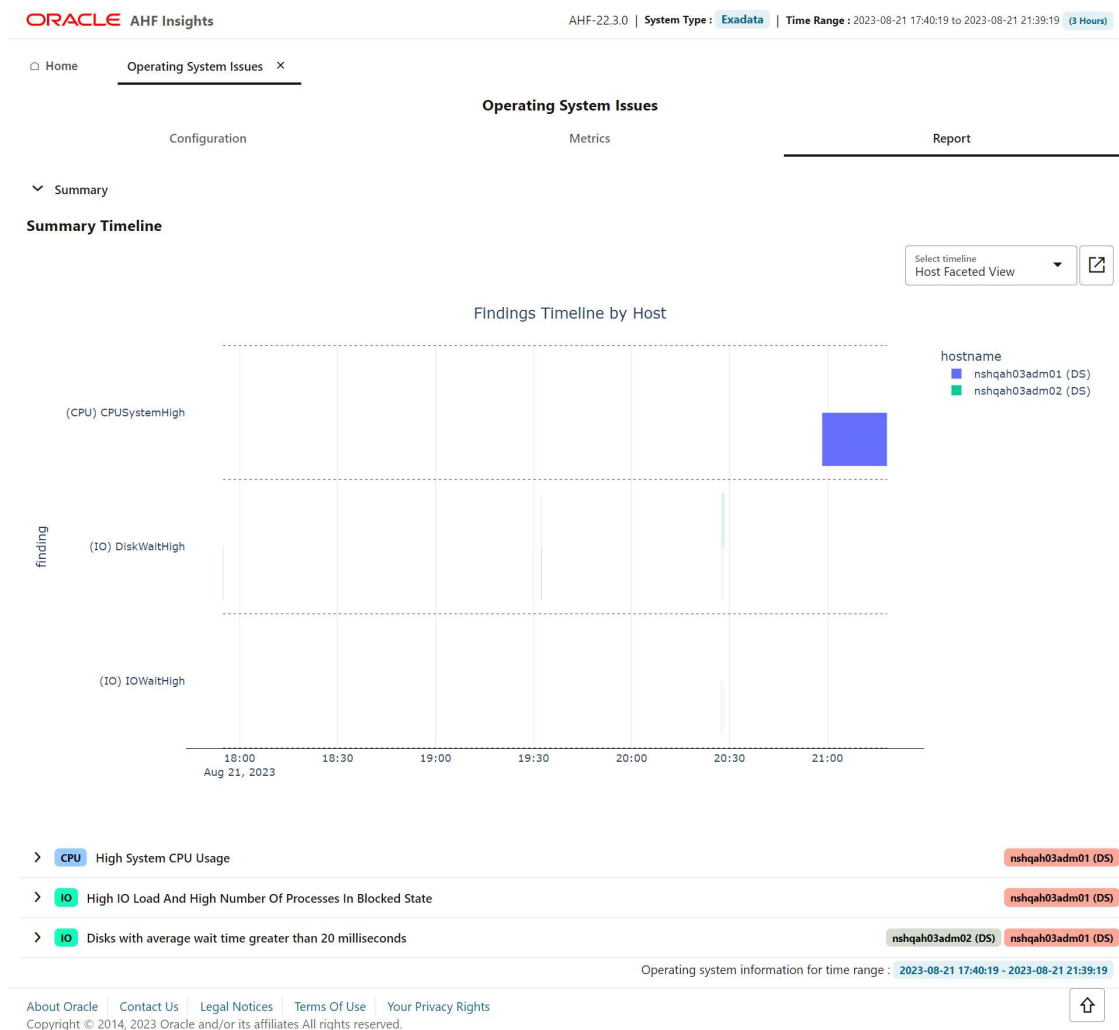 ORACLE AHF Insights
AHF-22.3.0 | System Type : Exadata | Time Range : 2023-08-21 17:40:19 to 2023-08-21 21:39:19 (3 Hours)
Home
Operating System Issues ×
Operating System Issues
Configuration
Metrics
Report
Summary
Summary Timeline
Select timeline
Host Faceted View
Findings Timeline by Host
hostname
nshqah03adm01 (DS)
nshqah03adm02 (DS)
finding
(CPU) CPUSystemHigh
(IO) DiskWaitHigh
(IO) IOWaitHigh
18:00 18:30 19:00 19:30 20:00 20:30 21:00
Aug 21, 2023
CPU High System CPU Usage nshqah03adm01 (DS)
IO High IO Load And High Number Of Processes In Blocked State nshqah03adm01 (DS)
IO Disks with average wait time greater than 20 milliseconds nshqah03adm02 (DS) nshqah03adm01 (DS)
Operating system information for time range : 2023-08-21 17:40:19 - 2023-08-21 21:39:19
About Oracle | Contact Us | Legal Notices | Terms Of Use | Your Privacy Rights
Copyright © 2014, 2023 Oracle and/or its affiliates All rights reserved.